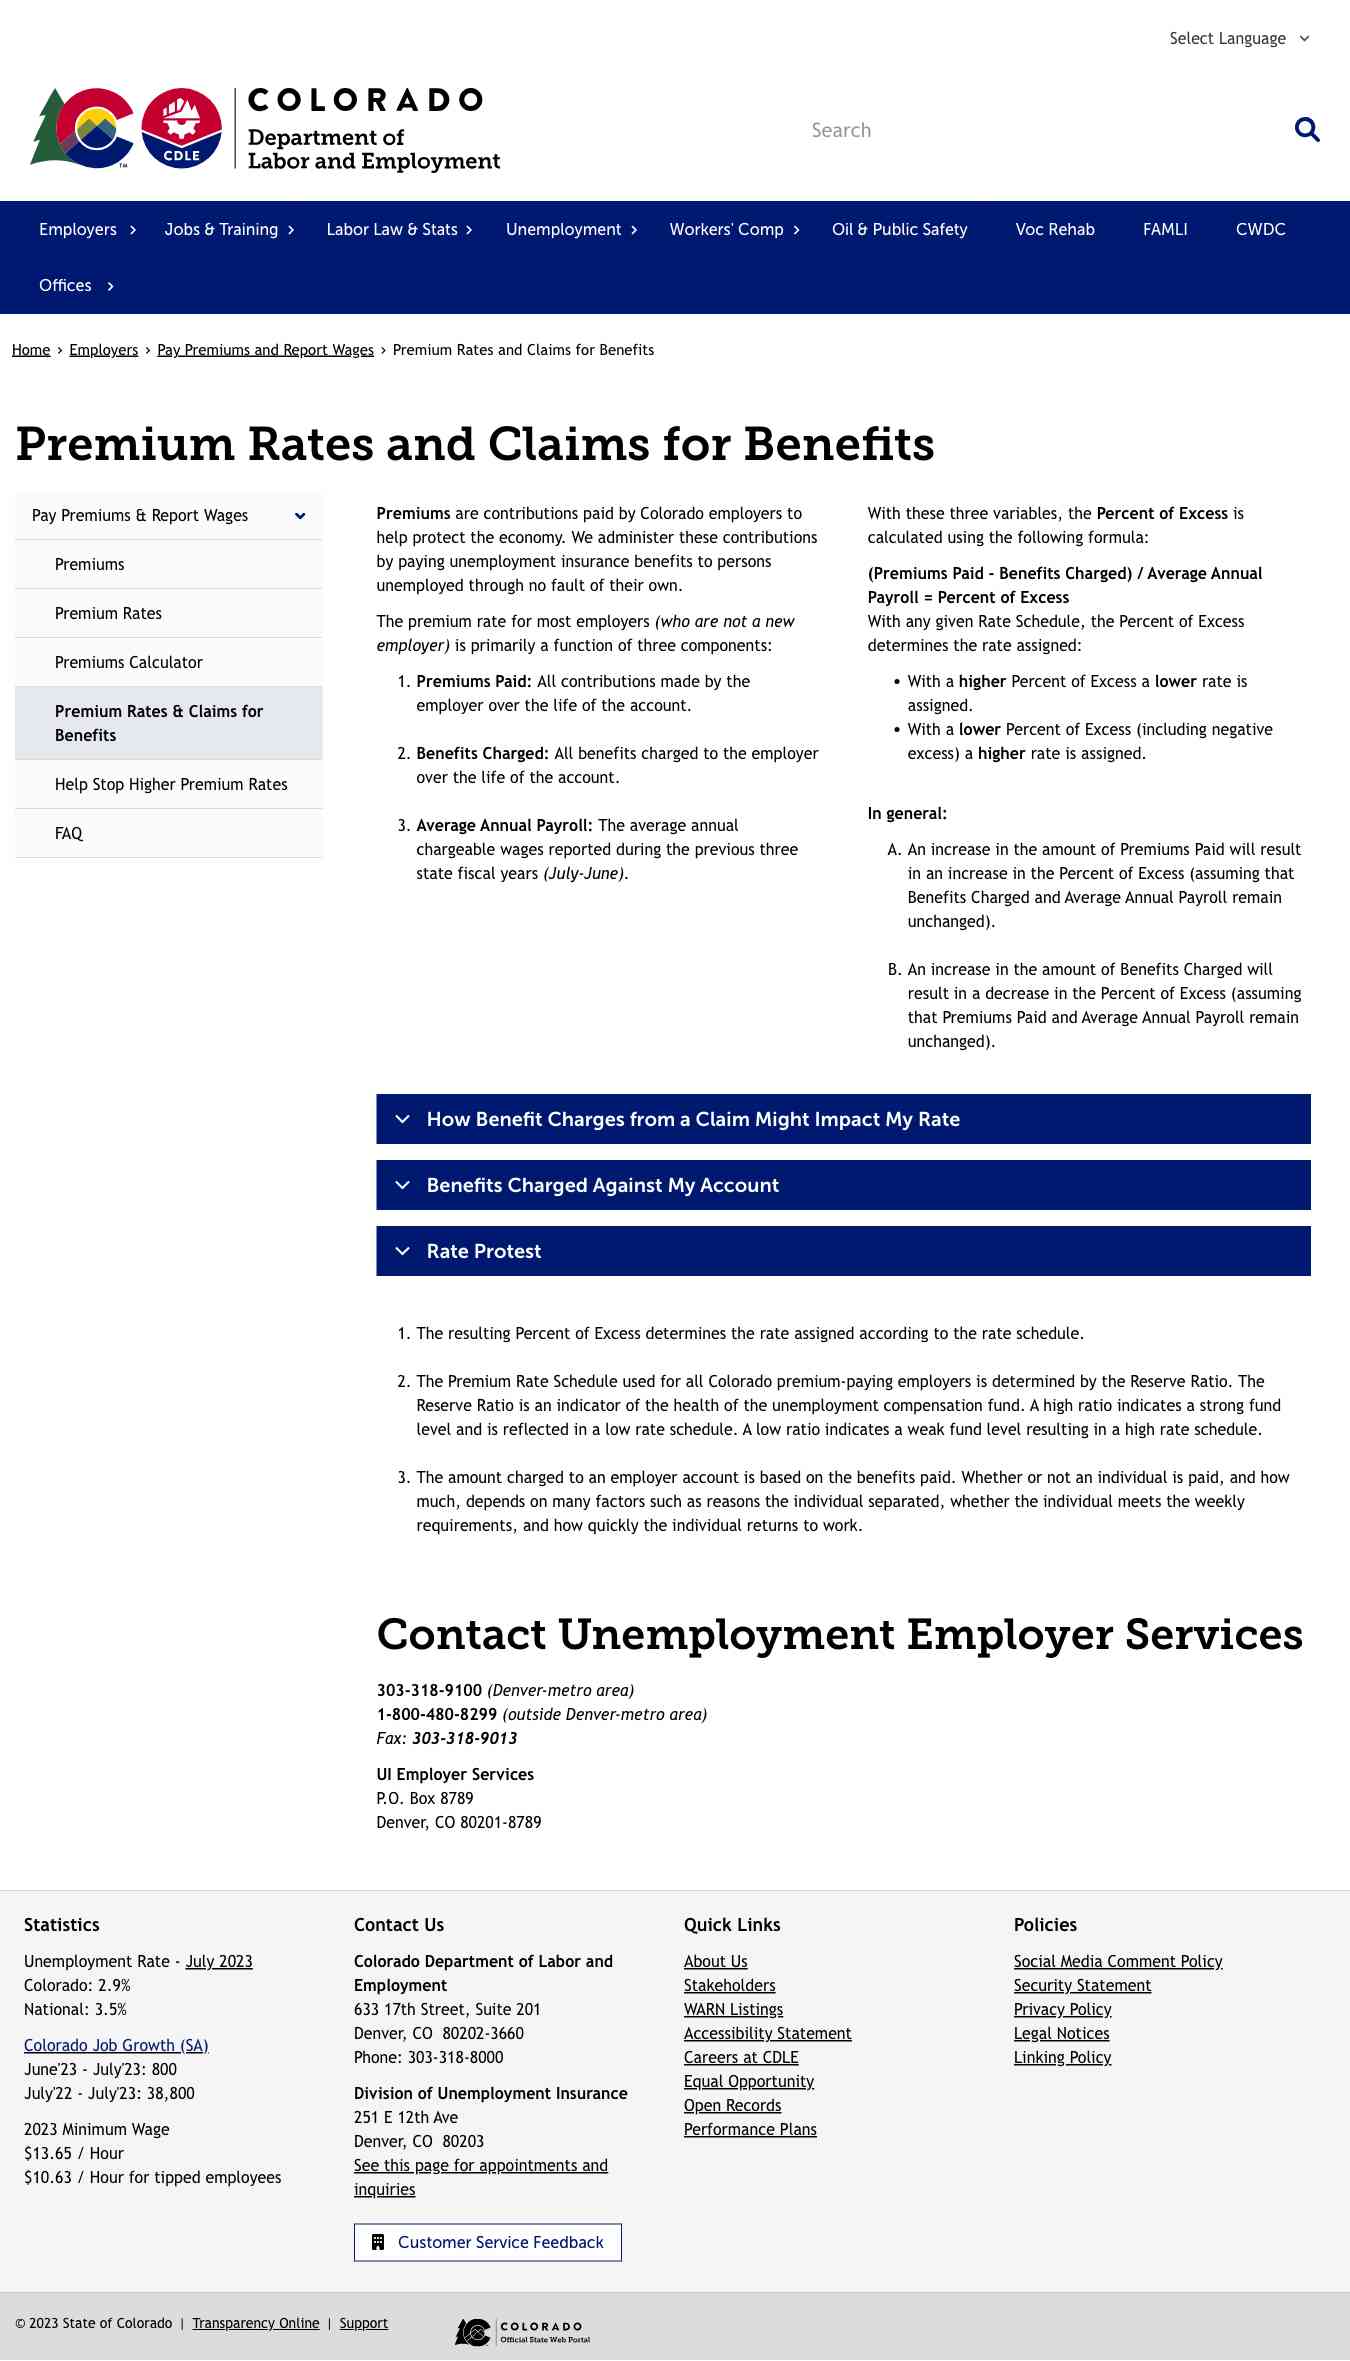 Select Language
COLORADO
Department of
Labor and Employment
CDLE
TM
Search
Employers
Jobs & Training
Labor Law & Stats
Unemployment
Workers' Comp
Oil & Public Safety
Voc Rehab
FAMLI
CWDC
Offices
Home › Employers › Pay Premiums and Report Wages › Premium Rates and Claims for Benefits
Premium Rates and Claims for Benefits
Pay Premiums & Report Wages
Premiums
Premium Rates
Premiums Calculator
Premium Rates & Claims for
Benefits
Help Stop Higher Premium Rates
FAQ
Premiums are contributions paid by Colorado employers to
help protect the economy. We administer these contributions
by paying unemployment insurance benefits to persons
unemployed through no fault of their own.
The premium rate for most employers (who are not a new
employer) is primarily a function of three components:
1. Premiums Paid: All contributions made by the
employer over the life of the account.
2. Benefits Charged: All benefits charged to the employer
over the life of the account.
3. Average Annual Payroll: The average annual
chargeable wages reported during the previous three
state fiscal years (July-June).
With these three variables, the Percent of Excess is
calculated using the following formula:
(Premiums Paid - Benefits Charged) / Average Annual
Payroll = Percent of Excess
With any given Rate Schedule, the Percent of Excess
determines the rate assigned:
• With a higher Percent of Excess a lower rate is
assigned.
• With a lower Percent of Excess (including negative
excess) a higher rate is assigned.
In general:
A. An increase in the amount of Premiums Paid will result
in an increase in the Percent of Excess (assuming that
Benefits Charged and Average Annual Payroll remain
unchanged).
B. An increase in the amount of Benefits Charged will
result in a decrease in the Percent of Excess (assuming
that Premiums Paid and Average Annual Payroll remain
unchanged).
How Benefit Charges from a Claim Might Impact My Rate
Benefits Charged Against My Account
Rate Protest
1. The resulting Percent of Excess determines the rate assigned according to the rate schedule.
2. The Premium Rate Schedule used for all Colorado premium-paying employers is determined by the Reserve Ratio. The
Reserve Ratio is an indicator of the health of the unemployment compensation fund. A high ratio indicates a strong fund
level and is reflected in a low rate schedule. A low ratio indicates a weak fund level resulting in a high rate schedule.
3. The amount charged to an employer account is based on the benefits paid. Whether or not an individual is paid, and how
much, depends on many factors such as reasons the individual separated, whether the individual meets the weekly
requirements, and how quickly the individual returns to work.
Contact Unemployment Employer Services
303-318-9100 (Denver-metro area)
1-800-480-8299 (outside Denver-metro area)
Fax: 303-318-9013
UI Employer Services
P.O. Box 8789
Denver, CO 80201-8789
Statistics
Unemployment Rate - July 2023
Colorado: 2.9%
National: 3.5%
Colorado Job Growth (SA)
June'23 - July'23: 800
July'22 - July'23: 38,800
2023 Minimum Wage
$13.65 / Hour
$10.63 / Hour for tipped employees
Contact Us
Colorado Department of Labor and
Employment
633 17th Street, Suite 201
Denver, CO 80202-3660
Phone: 303-318-8000
Division of Unemployment Insurance
251 E 12th Ave
Denver, CO 80203
See this page for appointments and
inquiries
Customer Service Feedback
Quick Links
About Us
Stakeholders
WARN Listings
Accessibility Statement
Careers at CDLE
Equal Opportunity
Open Records
Performance Plans
Policies
Social Media Comment Policy
Security Statement
Privacy Policy
Legal Notices
Linking Policy
© 2023 State of Colorado | Transparency Online | Support
COLORADO
Official State Web Portal